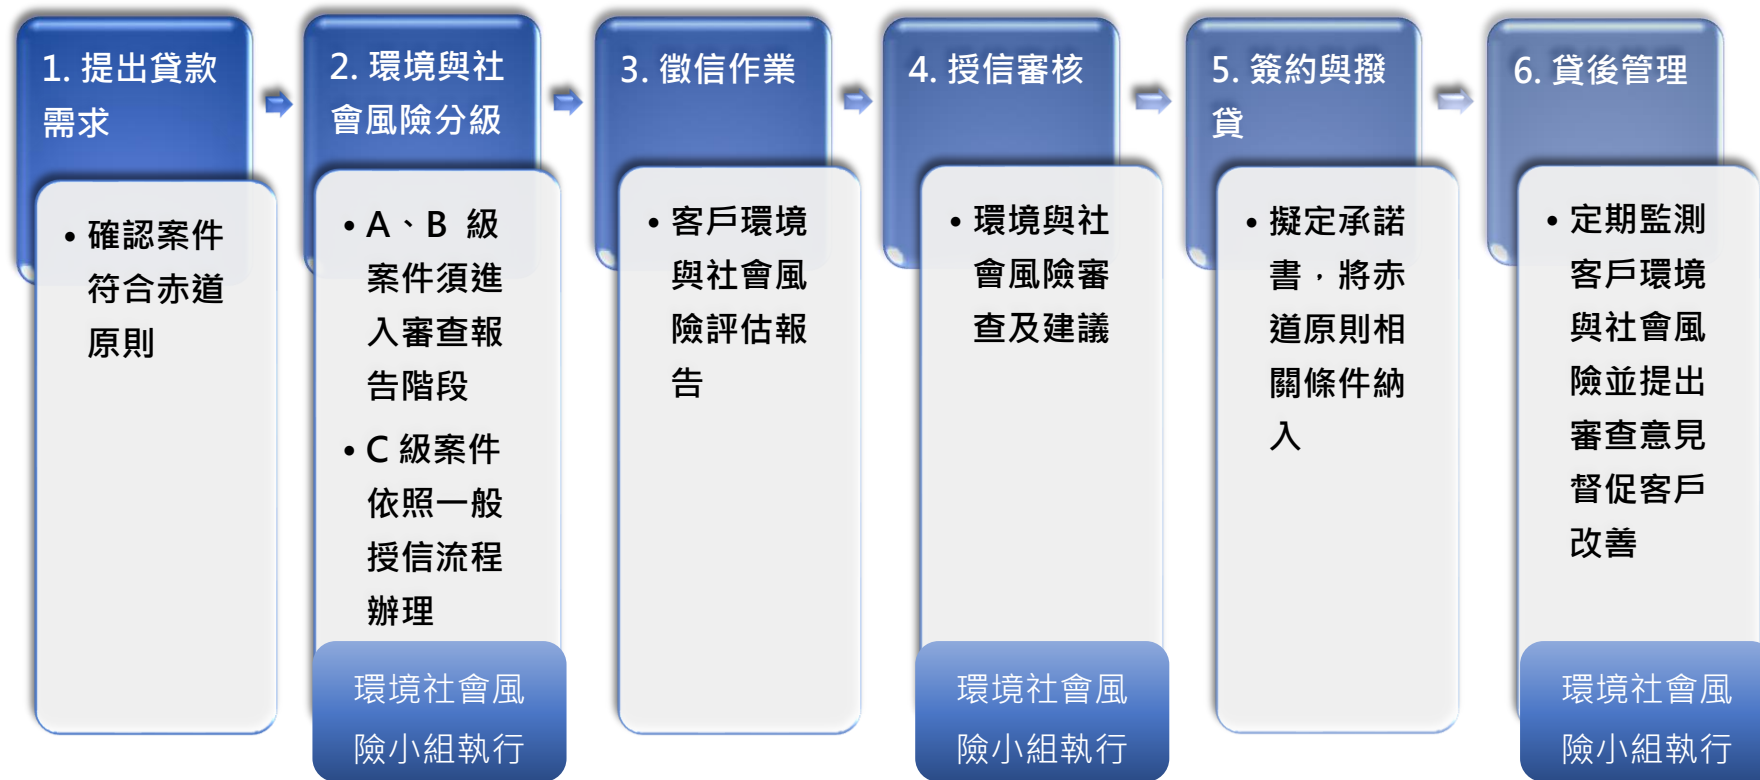 1. 提出貸款
需求
• 確認案件
符合赤道
原則
2. 環境與社
會風險分級
• A、B 級
案件須進
入審查報
告階段
• C 級案件
依照一般
授信流程
辦理
環境社會風
險小組執行
3. 徵信作業
• 客戶環境
與社會風
險評估報
告
4. 授信審核
• 環境與社
會風險審
查及建議
環境社會風
險小組執行
5. 簽約與撥
貸
• 擬定承諾
書，將赤
道原則相
關條件納
入
6. 貸後管理
• 定期監測
客戶環境
與社會風
險並提出
審查意見
督促客戶
改善
環境社會風
險小組執行